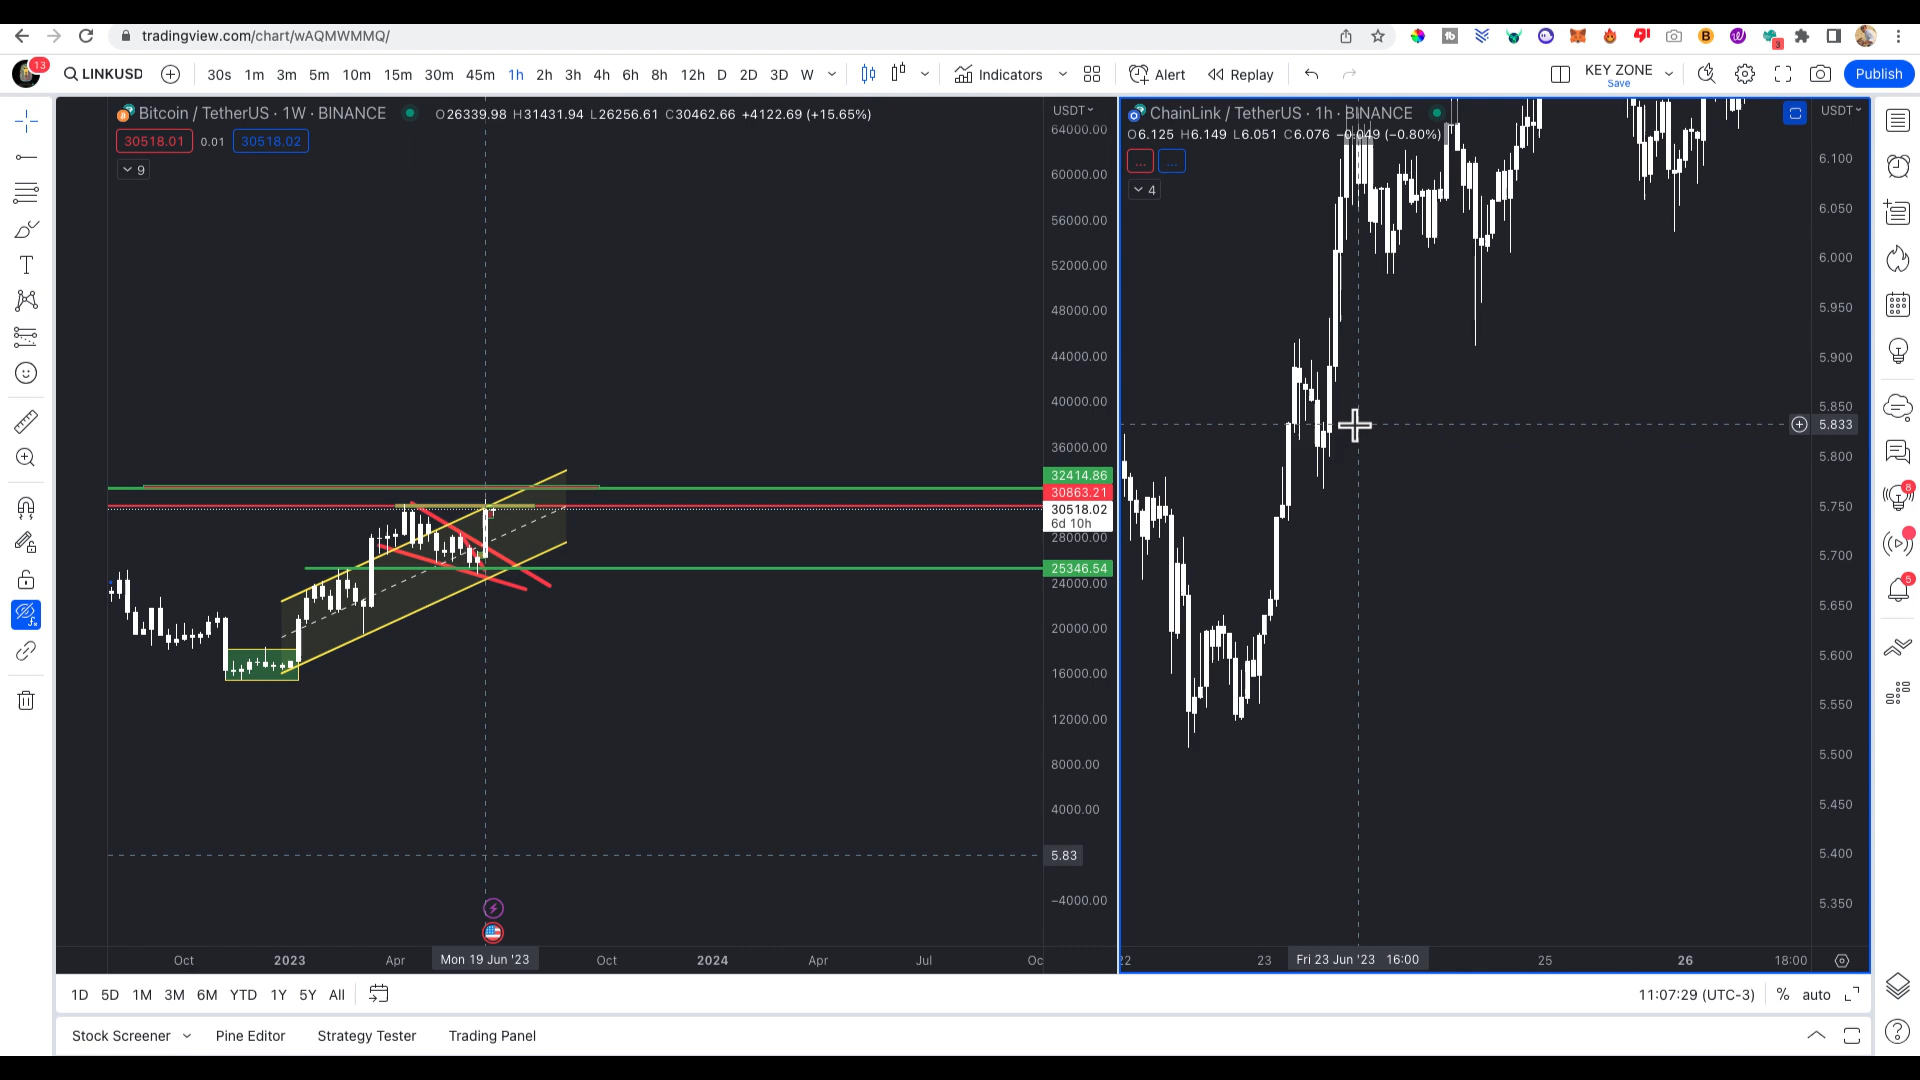 tradingview.com/chart/wAQMWMMQ/
3
13
LINKUSD
30s 1m 3m 5m 10m 15m 30m 45m 1h 2h 3h 4h 6h 8h 12h D 2D 3D W
Indicators
Alert
Replay
KEY ZONE
Save
Publish
Bitcoin / TetherUS · 1W · BINANCE
O26339.98 H31431.94 L26256.61 C30462.66 +4122.69 (+15.65%)
30518.01 0.01 30518.02
9
USDT
64000.00
60000.00
56000.00
52000.00
48000.00
44000.00
40000.00
36000.00
32414.86
30863.21
30518.02
6d 10h
28000.00
25346.54
24000.00
20000.00
16000.00
12000.00
8000.00
4000.00
5.83
−4000.00
Oct 2023 Apr Mon 19 Jun '23 Oct 2024 Apr Jul Oc
ChainLink / TetherUS · 1h · BINANCE
O6.125 H6.149 L6.051 C6.076 −0.049 (−0.80%)
... ...
4
USDT
6.100
6.050
6.000
5.950
5.900
5.850
5.833
5.800
5.750
5.700
5.650
5.600
5.550
5.500
5.450
5.400
5.350
22 23 Fri 23 Jun '23 16:00 25 26 18:00
8
5
1D 5D 1M 3M 6M YTD 1Y 5Y All
11:07:29 (UTC-3) % auto
Stock Screener Pine Editor Strategy Tester Trading Panel